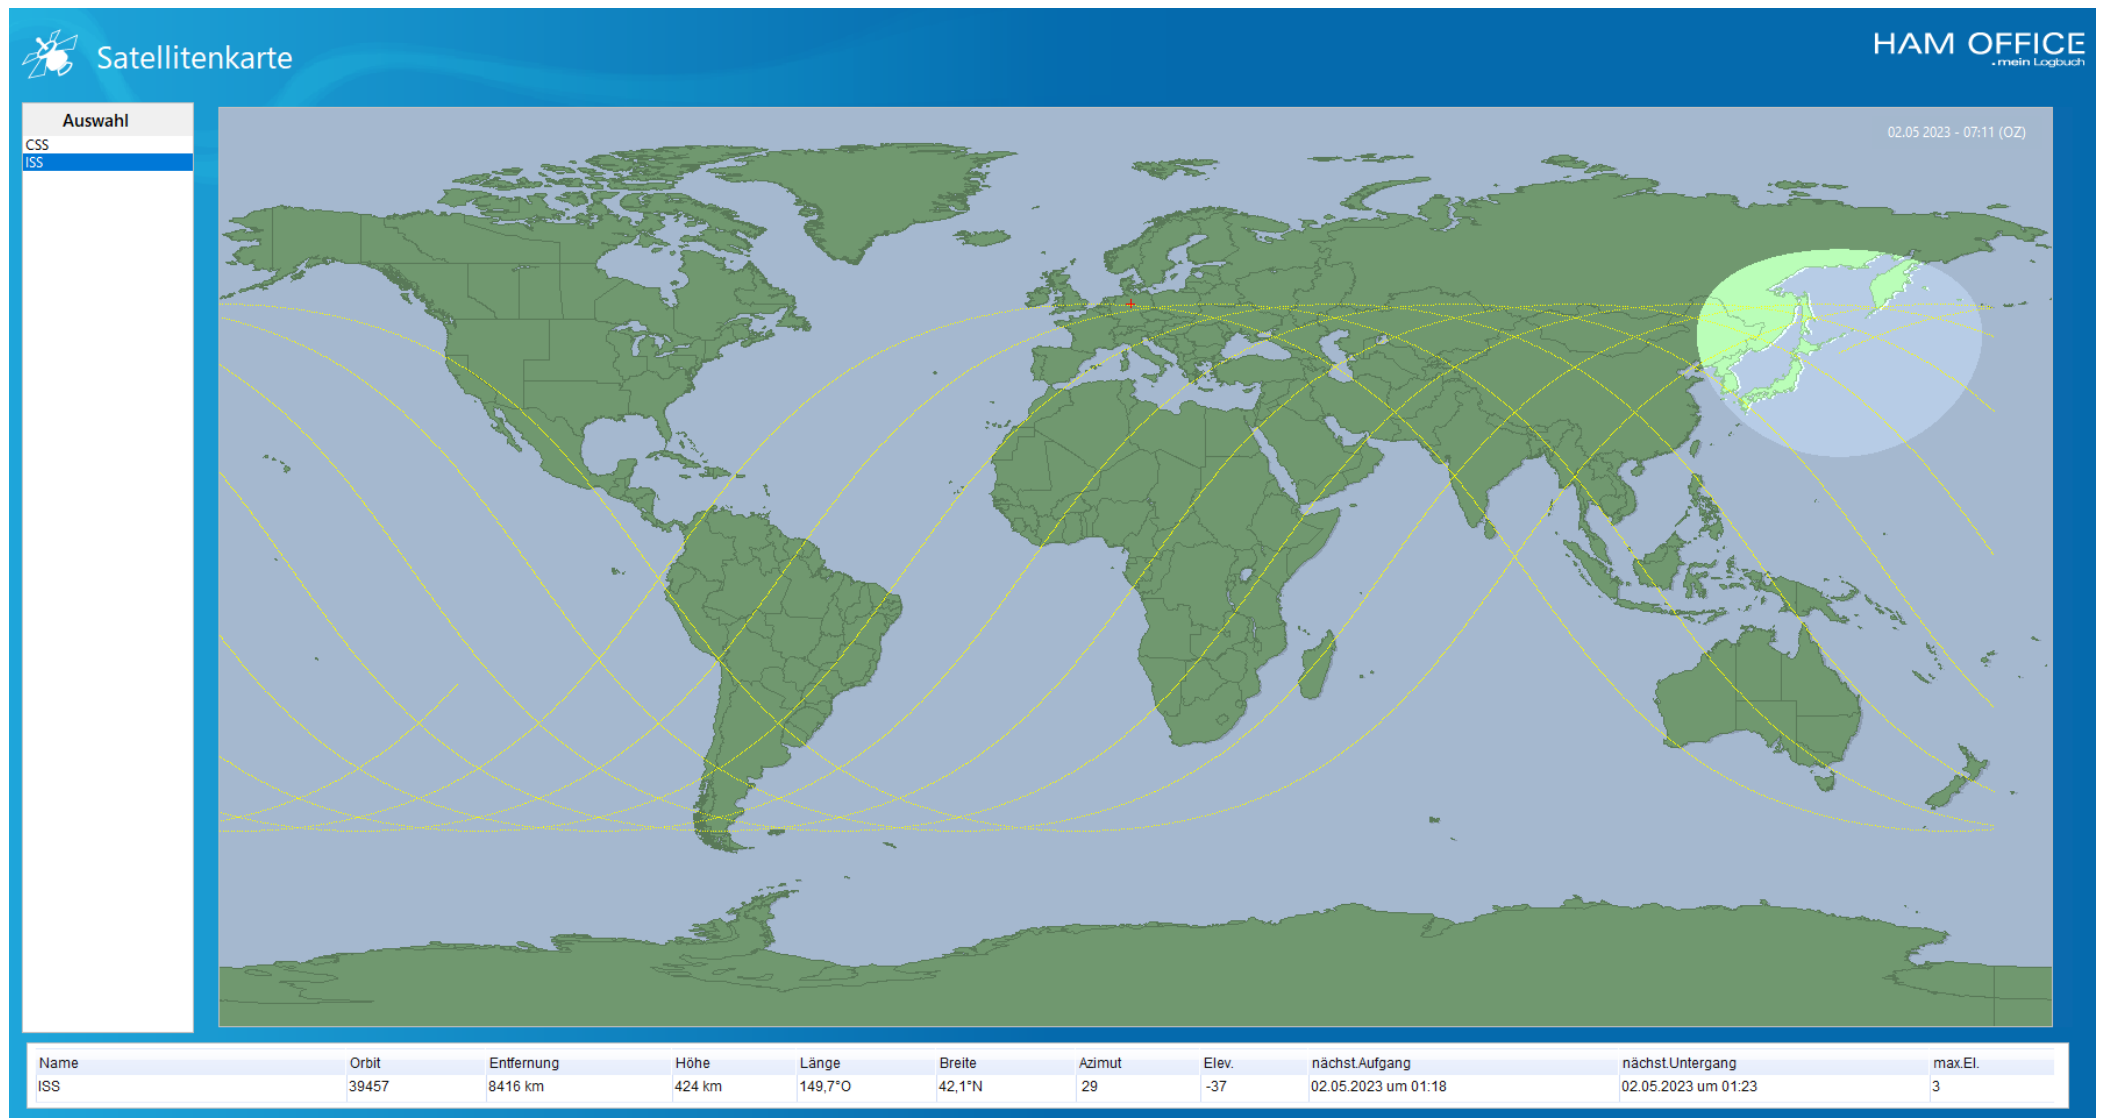 Satellitenkarte
HAM OFFICE
.mein Logbuch
Auswahl
CSS
ISS
02.05 2023 - 07:11 (OZ)
Name Orbit Entfernung Höhe Länge Breite Azimut Elev. nächst.Aufgang nächst.Untergang max.El.
ISS 39457 8416 km 424 km 149,7°O 42,1°N 29 -37 02.05.2023 um 01:18 02.05.2023 um 01:23 3